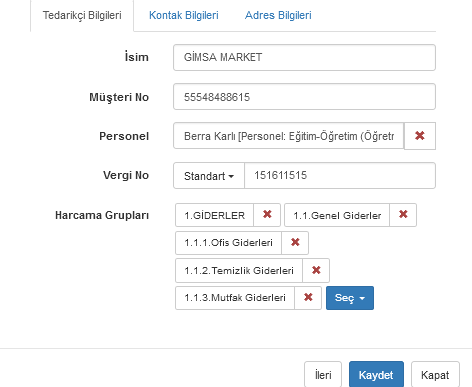 Tedarikçi Bilgileri Kontak Bilgileri Adres Bilgileri
İsim GİMSA MARKET
Müşteri No 55548488615
Personel Berra Karlı [Personel: Eğitim-Öğretim (Öğretr
Vergi No Standart 151611515
Harcama Grupları 1.GİDERLER 1.1.Genel Giderler
1.1.1.Ofis Giderleri
1.1.2.Temizlik Giderleri
1.1.3.Mutfak Giderleri Seç
İleri Kaydet Kapat